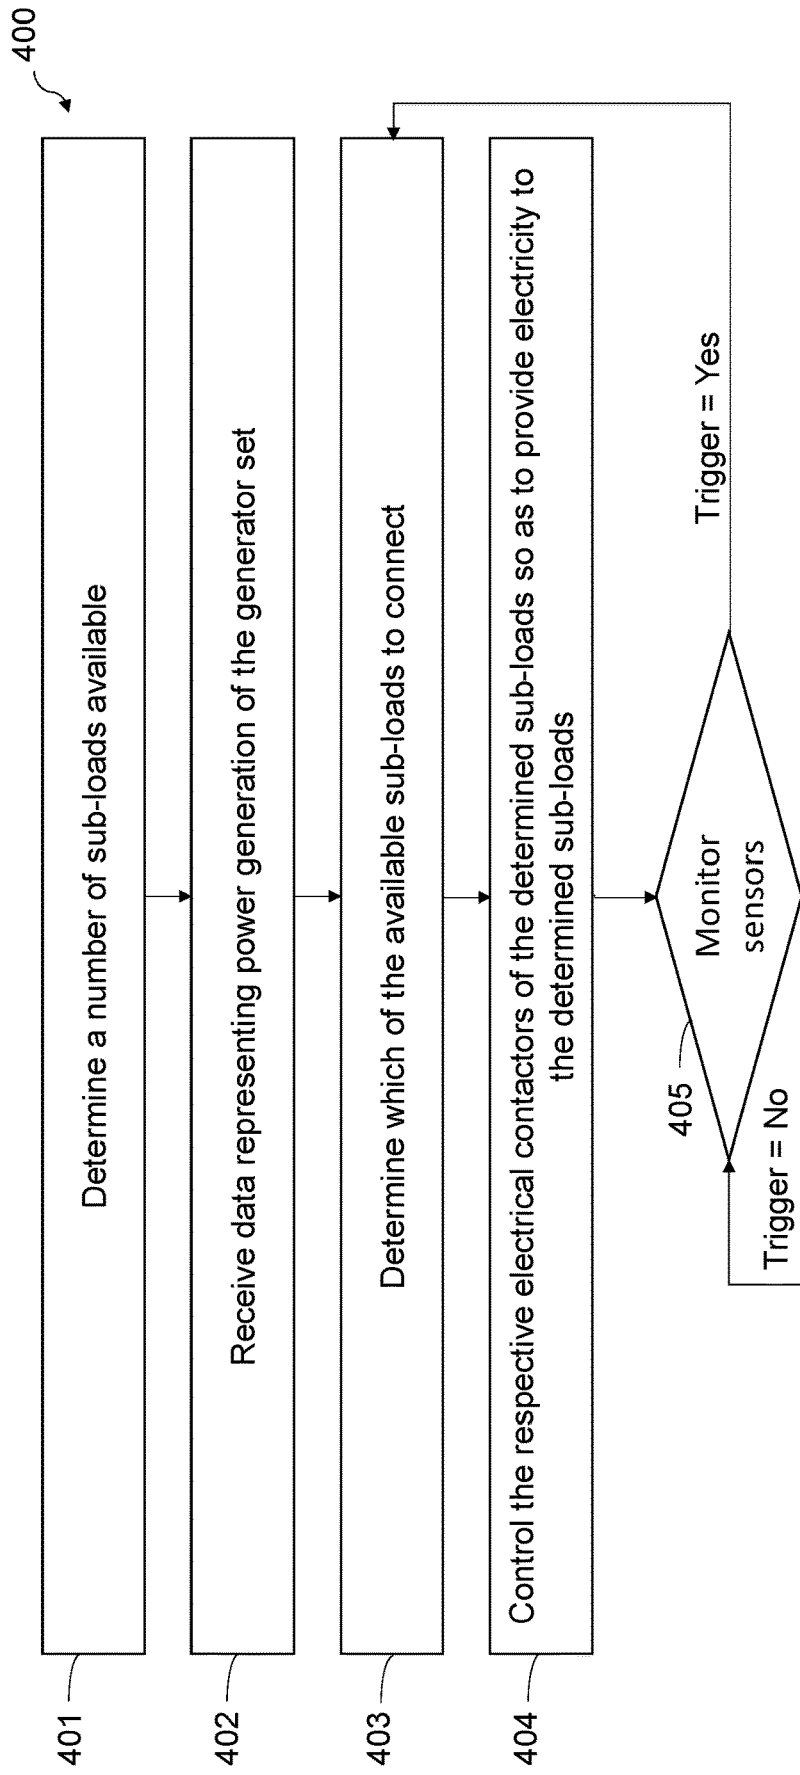 400
401
Determine a number of sub-loads available
402
Receive data representing power generation of the generator set
403
Determine which of the available sub-loads to connect
404
Control the respective electrical contactors of the determined sub-loads so as to provide electricity to
the determined sub-loads
405
Monitor
sensors
Trigger = Yes
Trigger = No